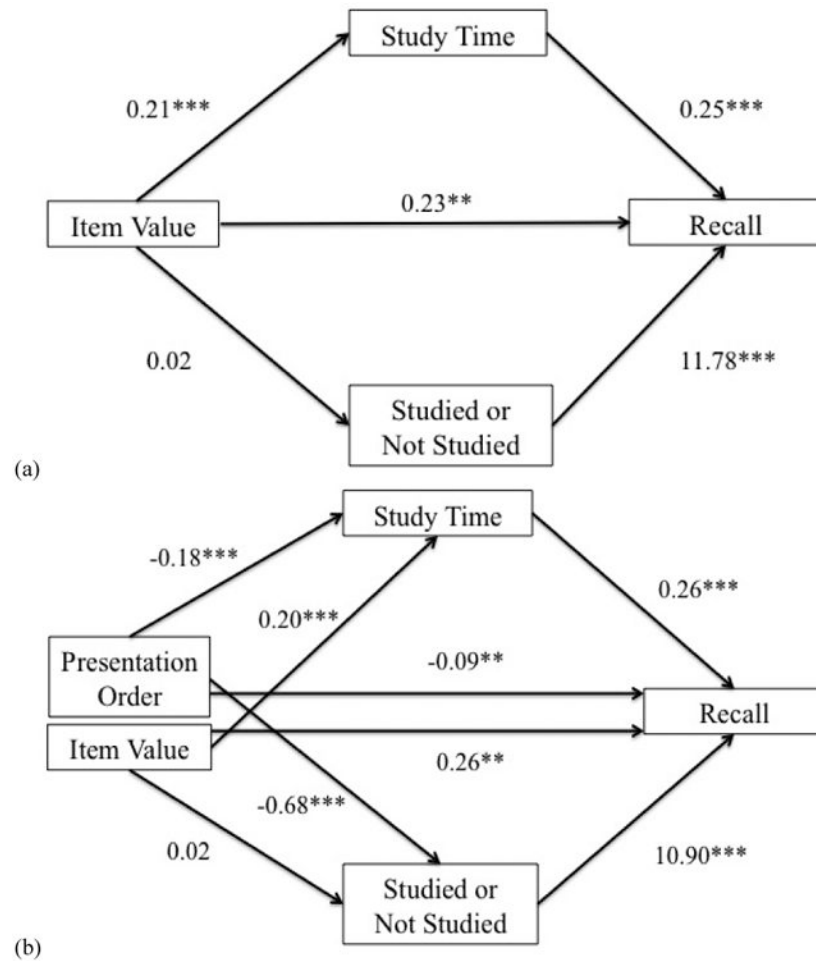 Study Time
0.21***
0.25***
0.23**
Item Value
Recall
0.02
11.78***
Studied or
Not Studied
(a)
Study Time
-0.18***
0.20***
0.26***
Presentation
Order
-0.09**
Recall
Item Value
0.26**
-0.68***
0.02
10.90***
Studied or
Not Studied
(b)